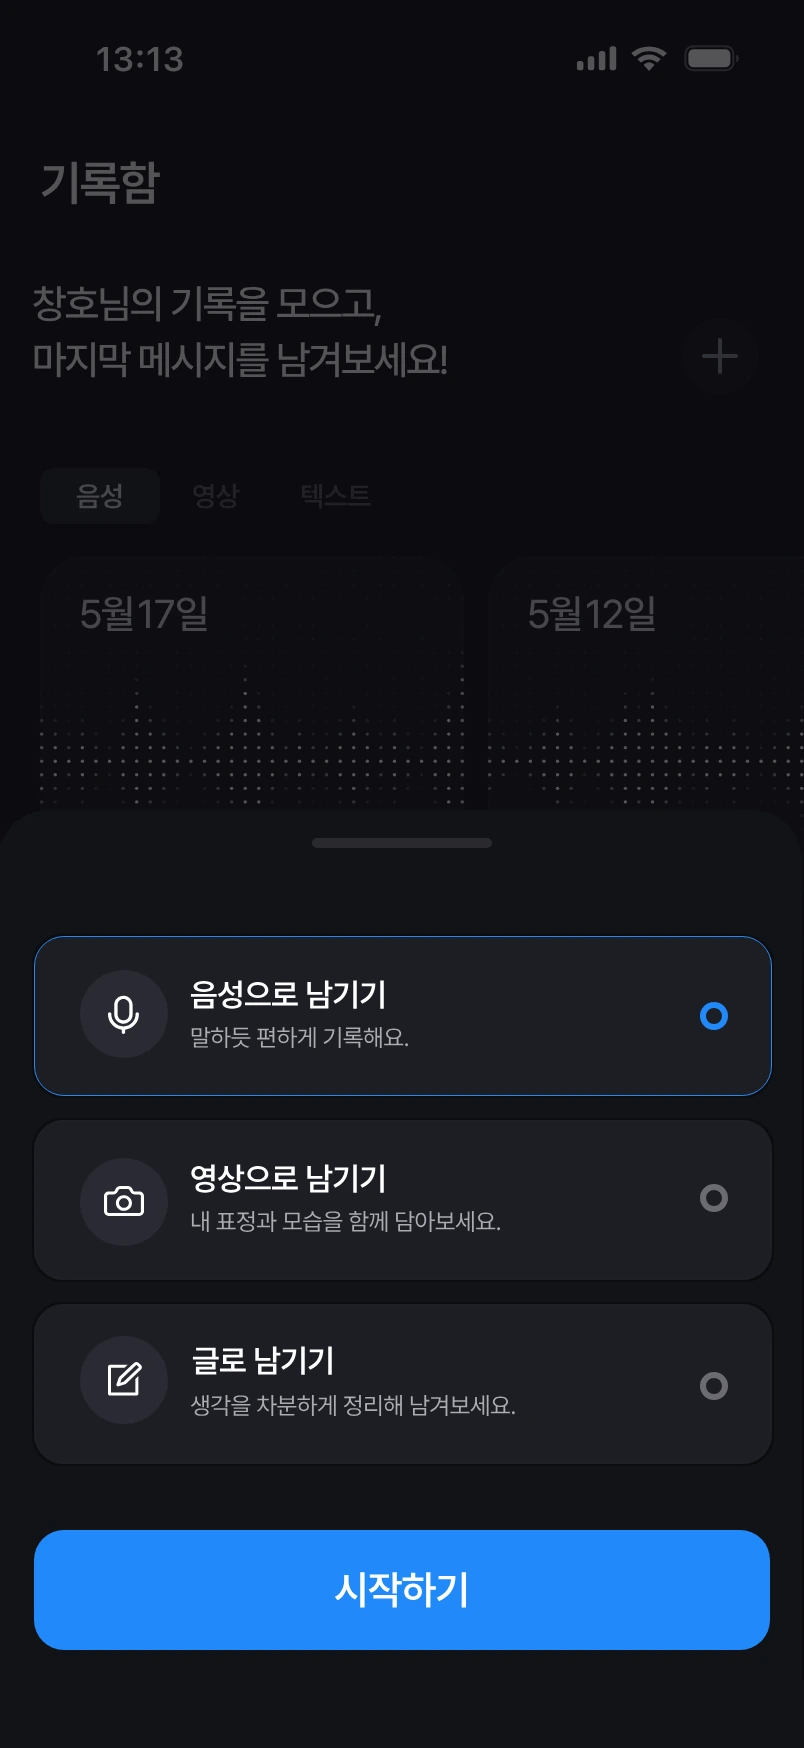 13:13
기록함
창호님의 기록을 모으고,
마지막 메시지를 남겨보세요!
음성 영상 텍스트
5월17일 5월12일
음성으로 남기기
말하듯 편하게 기록해요.
영상으로 남기기
내 표정과 모습을 함께 담아보세요.
글로 남기기
생각을 차분하게 정리해 남겨보세요.
시작하기